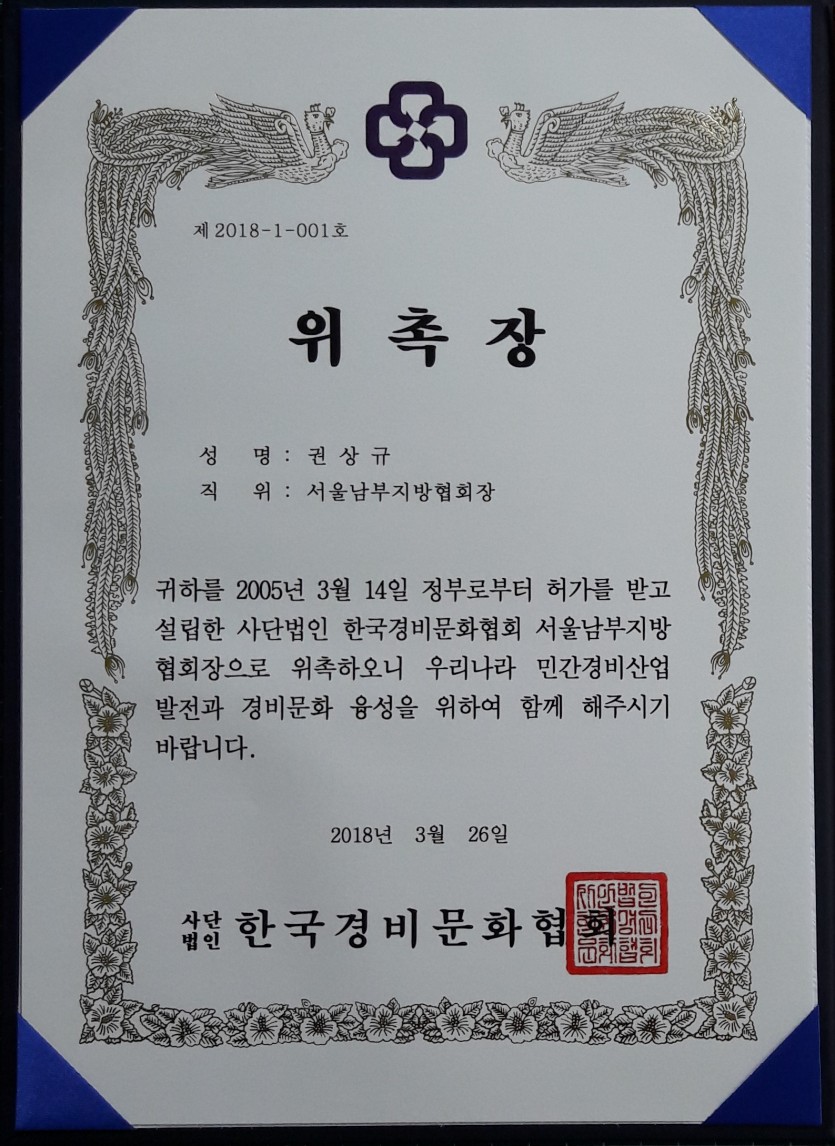 제 2018-1-001호
위 촉 장
성 명 : 권 상 규
직 위 : 서울남부지방협회장
귀하를 2005년 3월 14일 정부로부터 허가를 받고
설립한 사단법인 한국경비문화협회 서울남부지방
협회장으로 위촉하오니 우리나라 민간경비산업
발전과 경비문화 융성을 위하여 함께 해주시기
바랍니다.
2018년 3월 26일
사단법인 한국경비문화협회